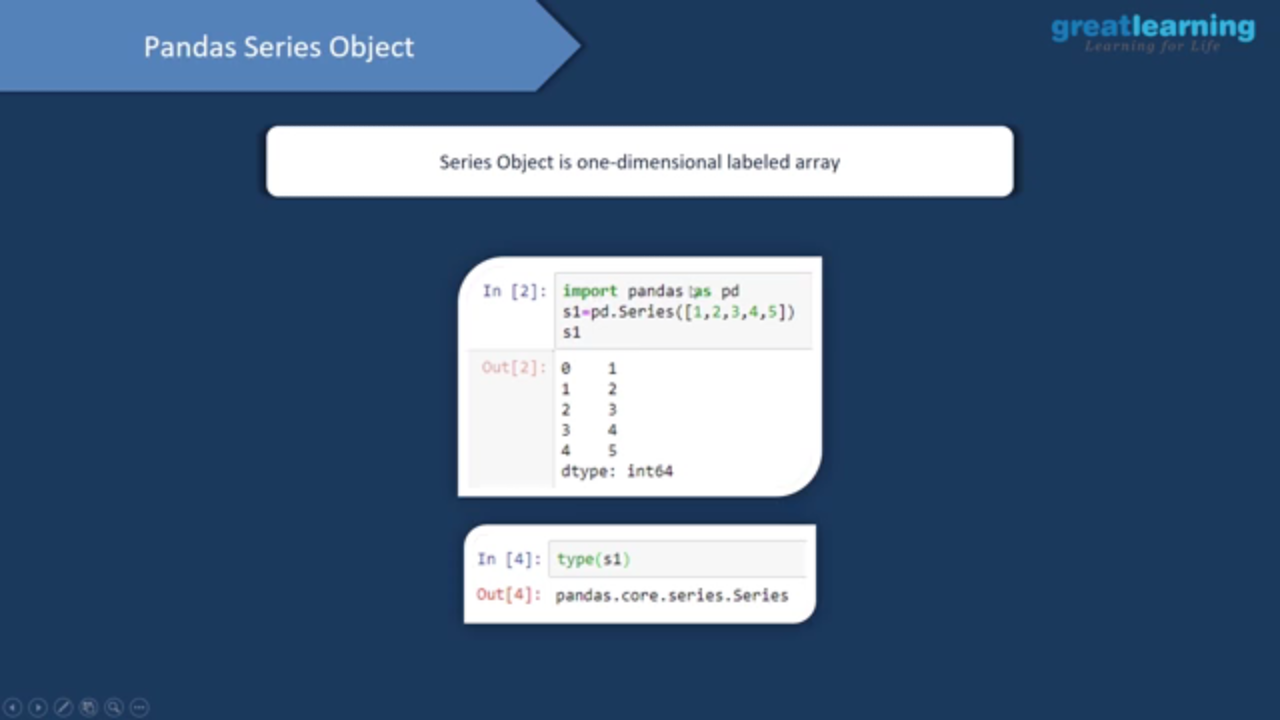 Pandas Series Object
greatlearning
Learning for Life
Series Object is one-dimensional labeled array
In [2]: import pandas as pd
s1=pd.Series([1,2,3,4,5])
s1
Out[2]: 0 1
1 2
2 3
3 4
4 5
dtype: int64
In [4]: type(s1)
Out[4]: pandas.core.series.Series